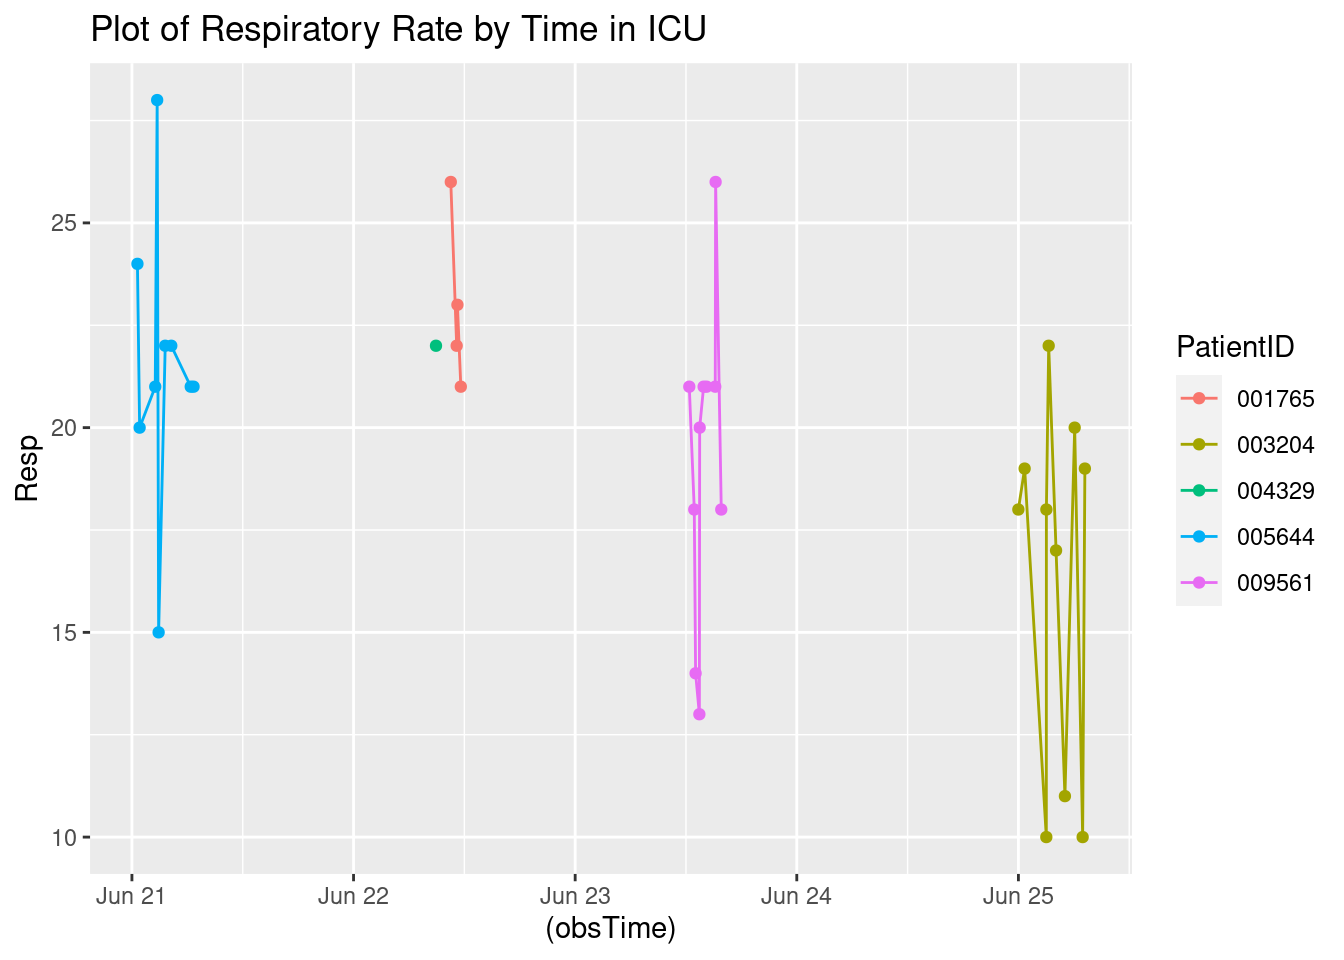 Plot of Respiratory Rate by Time in ICU
Resp
25
20
15
10
Jun 21
Jun 22
Jun 23
Jun 24
Jun 25
(obsTime)
PatientID
001765
003204
004329
005644
009561